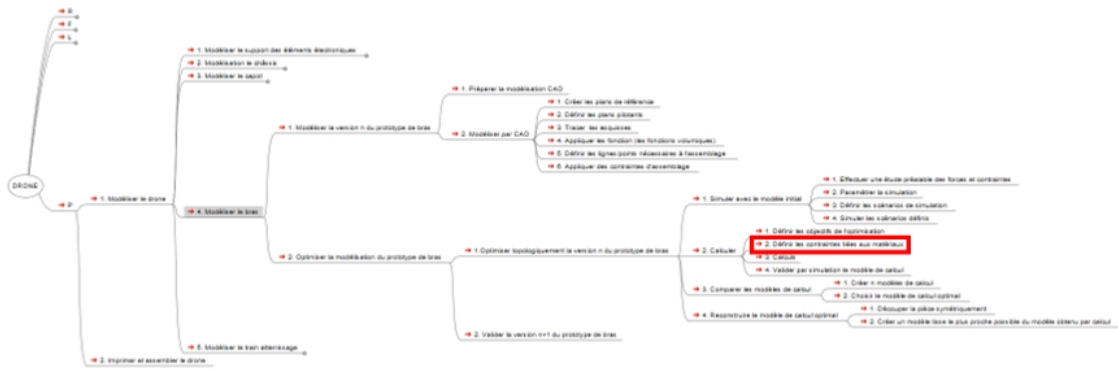 R
F
L
1. Modéliser le support des éléments électroniques
2. Modélisation le châssis
3. Modéliser le capot
1. Préparer la modélisation CAO
1. Créer les plans de référence
2. Définir les plans pilotants
1. Modéliser la version n du prototype de bras
2. Modéliser par CAO
3. Tracer les esquisses
4. Appliquer les fonction (les fonctions volumiques)
5. Définir les lignes/points nécessaires à l'assemblage
6. Appliquer des contraintes d'assemblage
DRONE
P
1. Modéliser le drone
4. Modéliser le bras
1. Simuler avec le modèle initial
1. Effectuer une étude préalable des forces et contraintes
2. Paramétrer la simulation
3. Définir les scénarios de simulation
4. Simuler les scénarios définis
2. Optimiser la modélisation du prototype de bras
1.Optimiser topologiquement la version n du prototype de bras
2. Calculer
1. Définir les objectifs de l'optimisation
2. Définir les contraintes liées aux matériaux
3. Calculs
4. Valider par simulation le modèle de calcul
3. Comparer les modèles de calcul
1. Créer n modèles de calcul
2. Choisir le modèle de calcul optimal
4. Reconstruire le modèle de calcul optimal
1. Découper la pièce symétriquement
2. Créer un modèle lisse le plus proche possible du modèle obtenu par calcul
2. Valider la version n+1 du prototype de bras
5. Modéliser le train atterrissage
2. Imprimer et assembler le drone